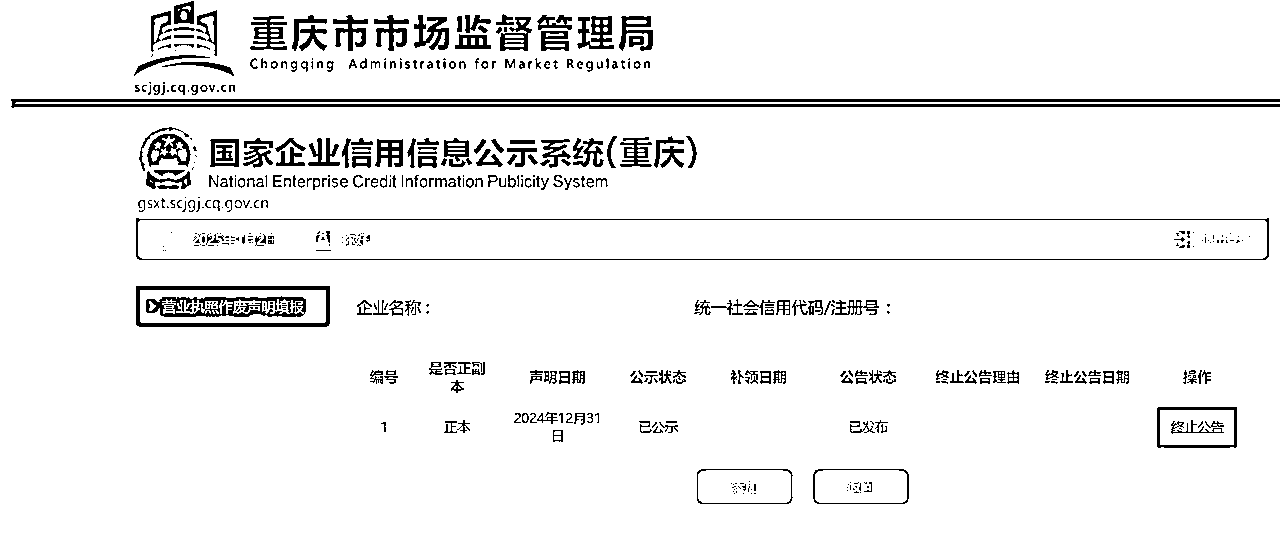 重庆市市场监督管理局
Chongqing Administration for Market Regulation
scjgj.cq.gov.cn
国家企业信用信息公示系统(重庆)
National Enterprise Credit Information Publicity System
gsxt.scjgj.cq.gov.cn
2025年1月2日
营业执照作废声明填报 企业名称： 统一社会信用代码/注册号：
编号 是否正副本 声明日期 公示状态 补领日期 公告状态 终止公告理由 终止公告日期 操作
1 正本 2024年12月31日 已公示 已发布 终止公告